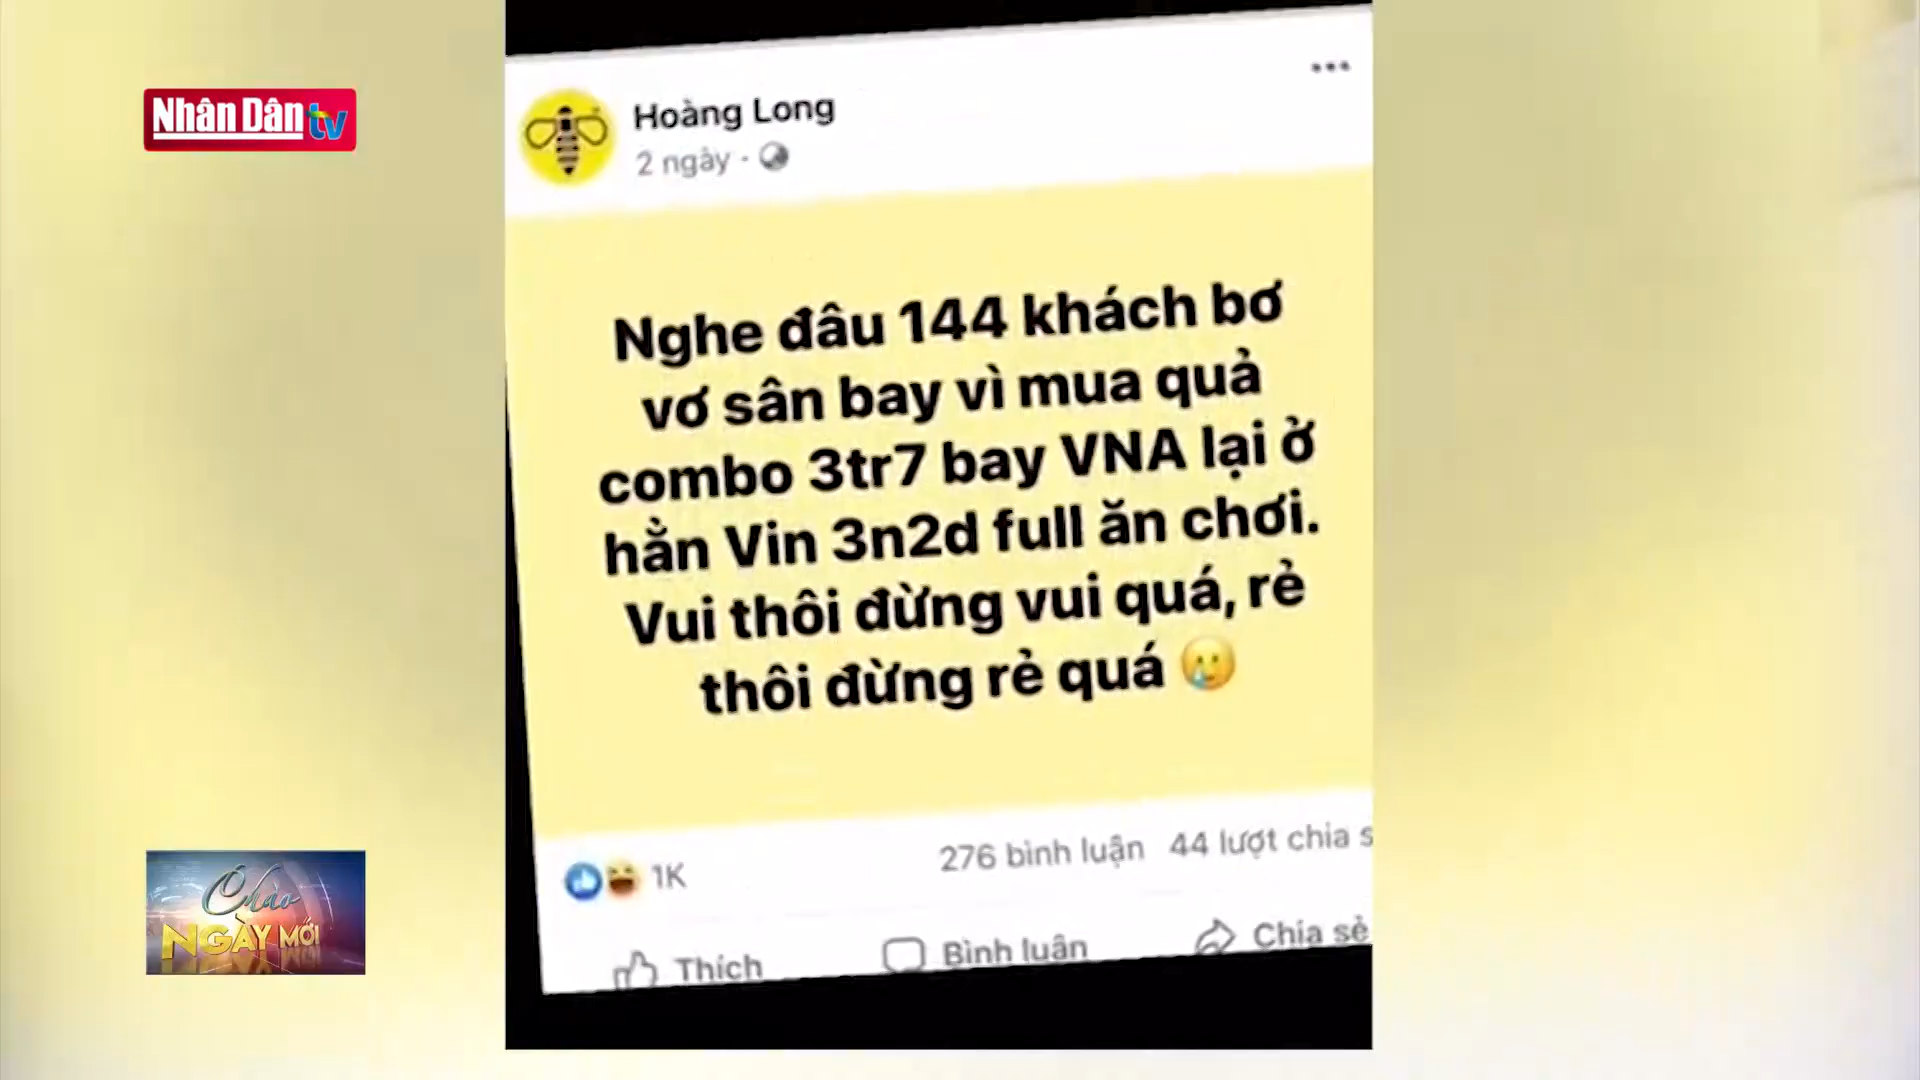 Nhân Dân tv
Hoàng Long
2 ngày ·
Nghe đâu 144 khách bơ
vơ sân bay vì mua quả
combo 3tr7 bay VNA lại ở
hằn Vin 3n2d full ăn chơi.
Vui thôi đừng vui quá, rẻ
thôi đừng rẻ quá 🥲
1K
276 bình luận 44 lượt chia s
Thích
Bình luận
Chia sẻ
Chào
NGÀY MỚI